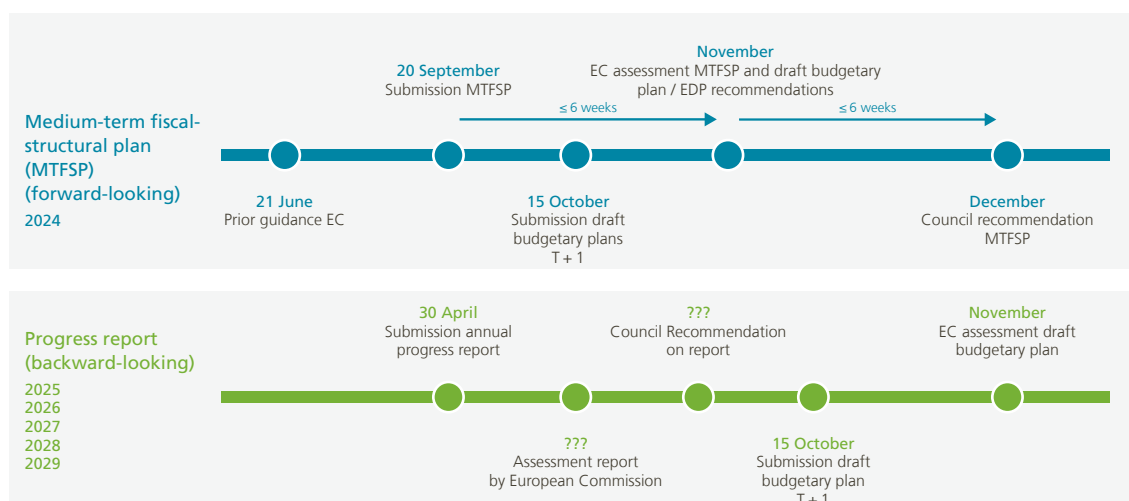 November
20 September
EC assessment MTFSP and draft budgetary
Submission MTFSP
plan / EDP recommendations
≤ 6 weeks
≤ 6 weeks
Medium-term fiscal-
structural plan
(MTFSP)
(forward-looking)
2024
21 June
Prior guidance EC
15 October
Submission draft
budgetary plans
T + 1
December
Council recommendation
MTFSP
Progress report
(backward-looking)
2025
2026
2027
2028
2029
30 April
Submission annual
progress report
???
Council Recommendation
on report
November
EC assessment draft
budgetary plan
???
Assessment report
by European Commission
15 October
Submission draft
budgetary plan
T + 1